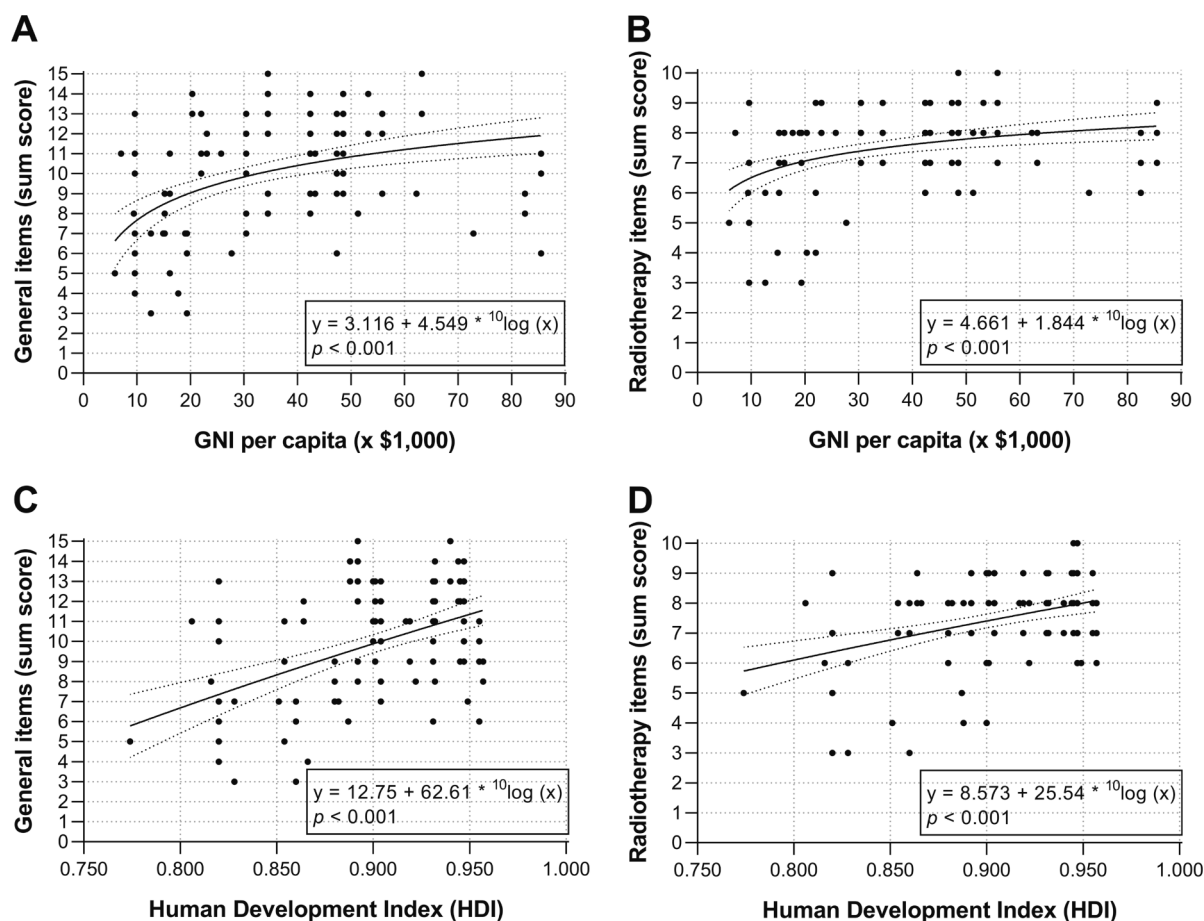 A
General items (sum score)
15
14
13
12
11
10
9
8
7
6
5
4
3
2
1
0
y = 3.116 + 4.549 * ¹⁰log (x)
p < 0.001
0 10 20 30 40 50 60 70 80 90
GNI per capita (x $1,000)
B
Radiotherapy items (sum score)
10
9
8
7
6
5
4
3
2
1
0
y = 4.661 + 1.844 * ¹⁰log (x)
p < 0.001
0 10 20 30 40 50 60 70 80 90
GNI per capita (x $1,000)
C
General items (sum score)
15
14
13
12
11
10
9
8
7
6
5
4
3
2
1
0
y = 12.75 + 62.61 * ¹⁰log (x)
p < 0.001
0.750 0.800 0.850 0.900 0.950 1.000
Human Development Index (HDI)
D
Radiotherapy items (sum score)
10
9
8
7
6
5
4
3
2
1
0
y = 8.573 + 25.54 * ¹⁰log (x)
p < 0.001
0.750 0.800 0.850 0.900 0.950 1.000
Human Development Index (HDI)